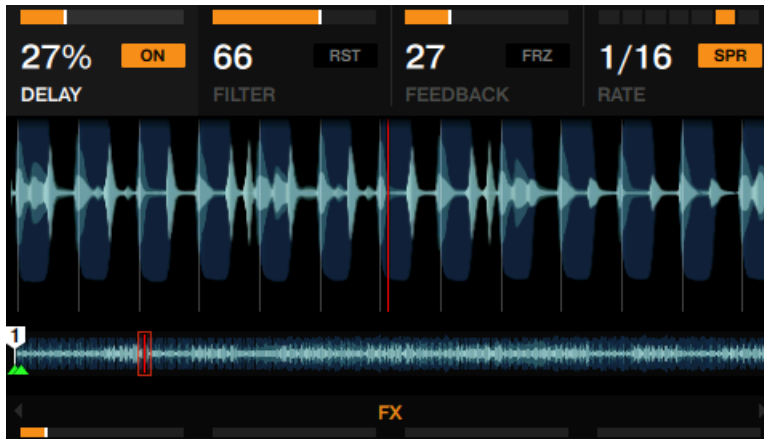 27% ON 66 RST 27 FRZ 1/16 SPR
DELAY FILTER FEEDBACK RATE
1
FX